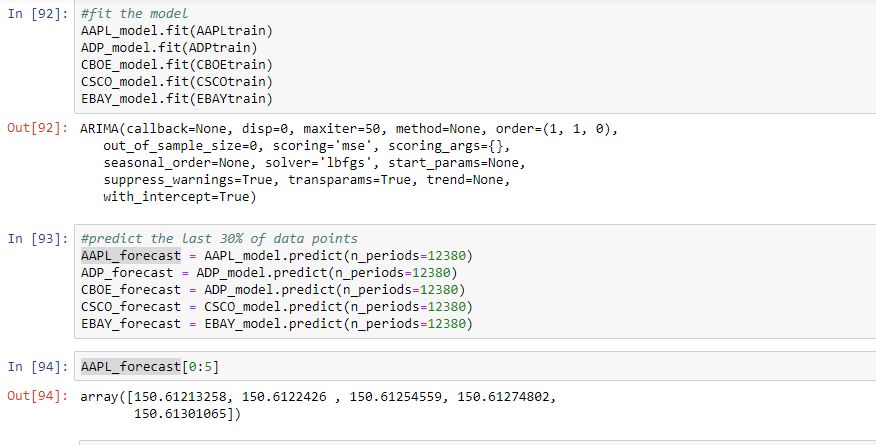 In [92]: #fit the model
AAPL_model.fit(AAPLtrain)
ADP_model.fit(ADPtrain)
CBOE_model.fit(CBOEtrain)
CSCO_model.fit(CSCOtrain)
EBAY_model.fit(EBAYtrain)
Out[92]: ARIMA(callback=None, disp=0, maxiter=50, method=None, order=(1, 1, 0),
out_of_sample_size=0, scoring='mse', scoring_args={},
seasonal_order=None, solver='lbfgs', start_params=None,
suppress_warnings=True, transparams=True, trend=None,
with_intercept=True)
In [93]: #predict the last 30% of data points
AAPL_forecast = AAPL_model.predict(n_periods=12380)
ADP_forecast = ADP_model.predict(n_periods=12380)
CBOE_forecast = ADP_model.predict(n_periods=12380)
CSCO_forecast = CSCO_model.predict(n_periods=12380)
EBAY_forecast = EBAY_model.predict(n_periods=12380)
In [94]: AAPL_forecast[0:5]
Out[94]: array([150.61213258, 150.6122426 , 150.61254559, 150.61274802,
150.61301065])